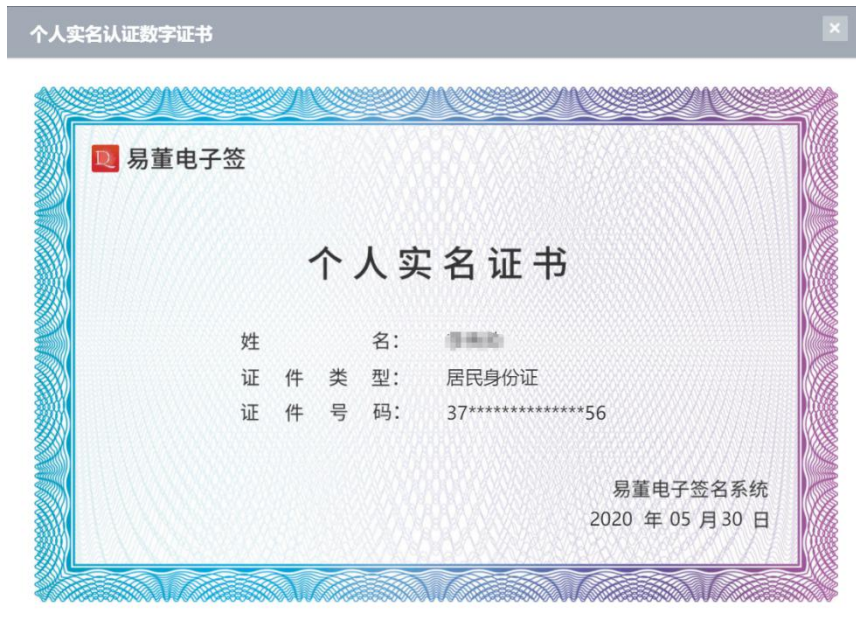 个人实名认证数字证书
易董电子签
个人实名证书
姓名:
证件类型: 居民身份证
证件号码: 37**************56
易董电子签名系统
2020 年 05 月30 日